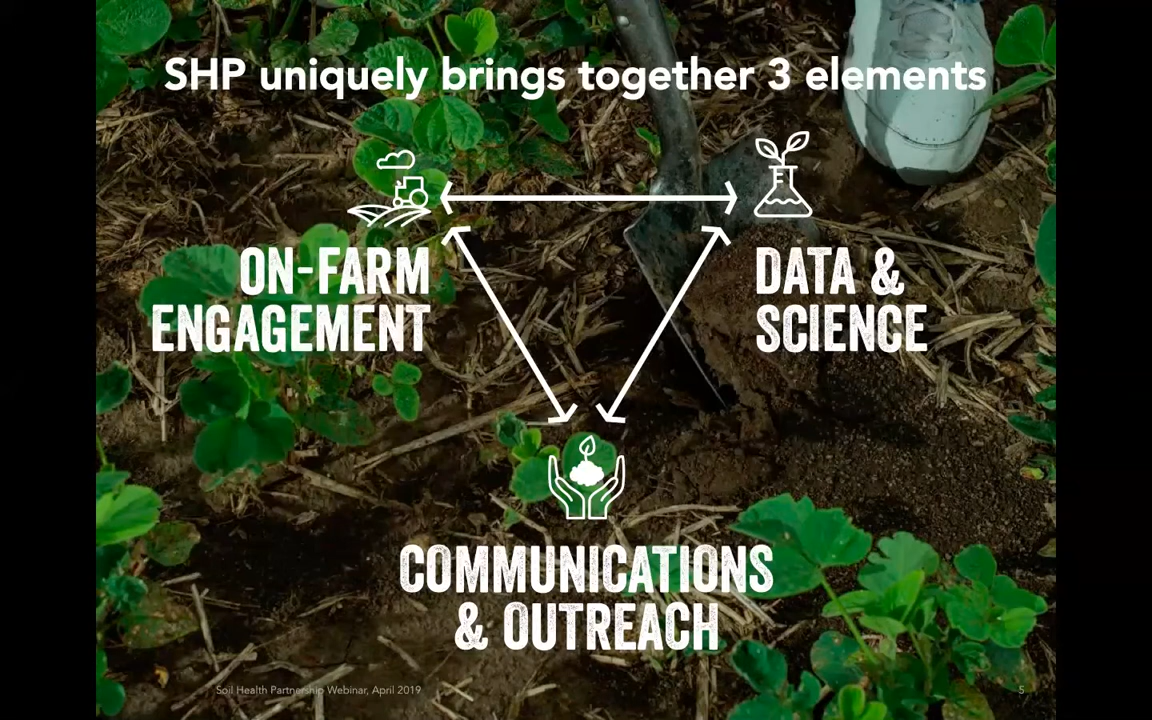 SHP uniquely brings together 3 elements
ON-FARM
ENGAGEMENT
DATA &
SCIENCE
COMMUNICATIONS
& OUTREACH
Soil Health Partnership Webinar, April 2019
5